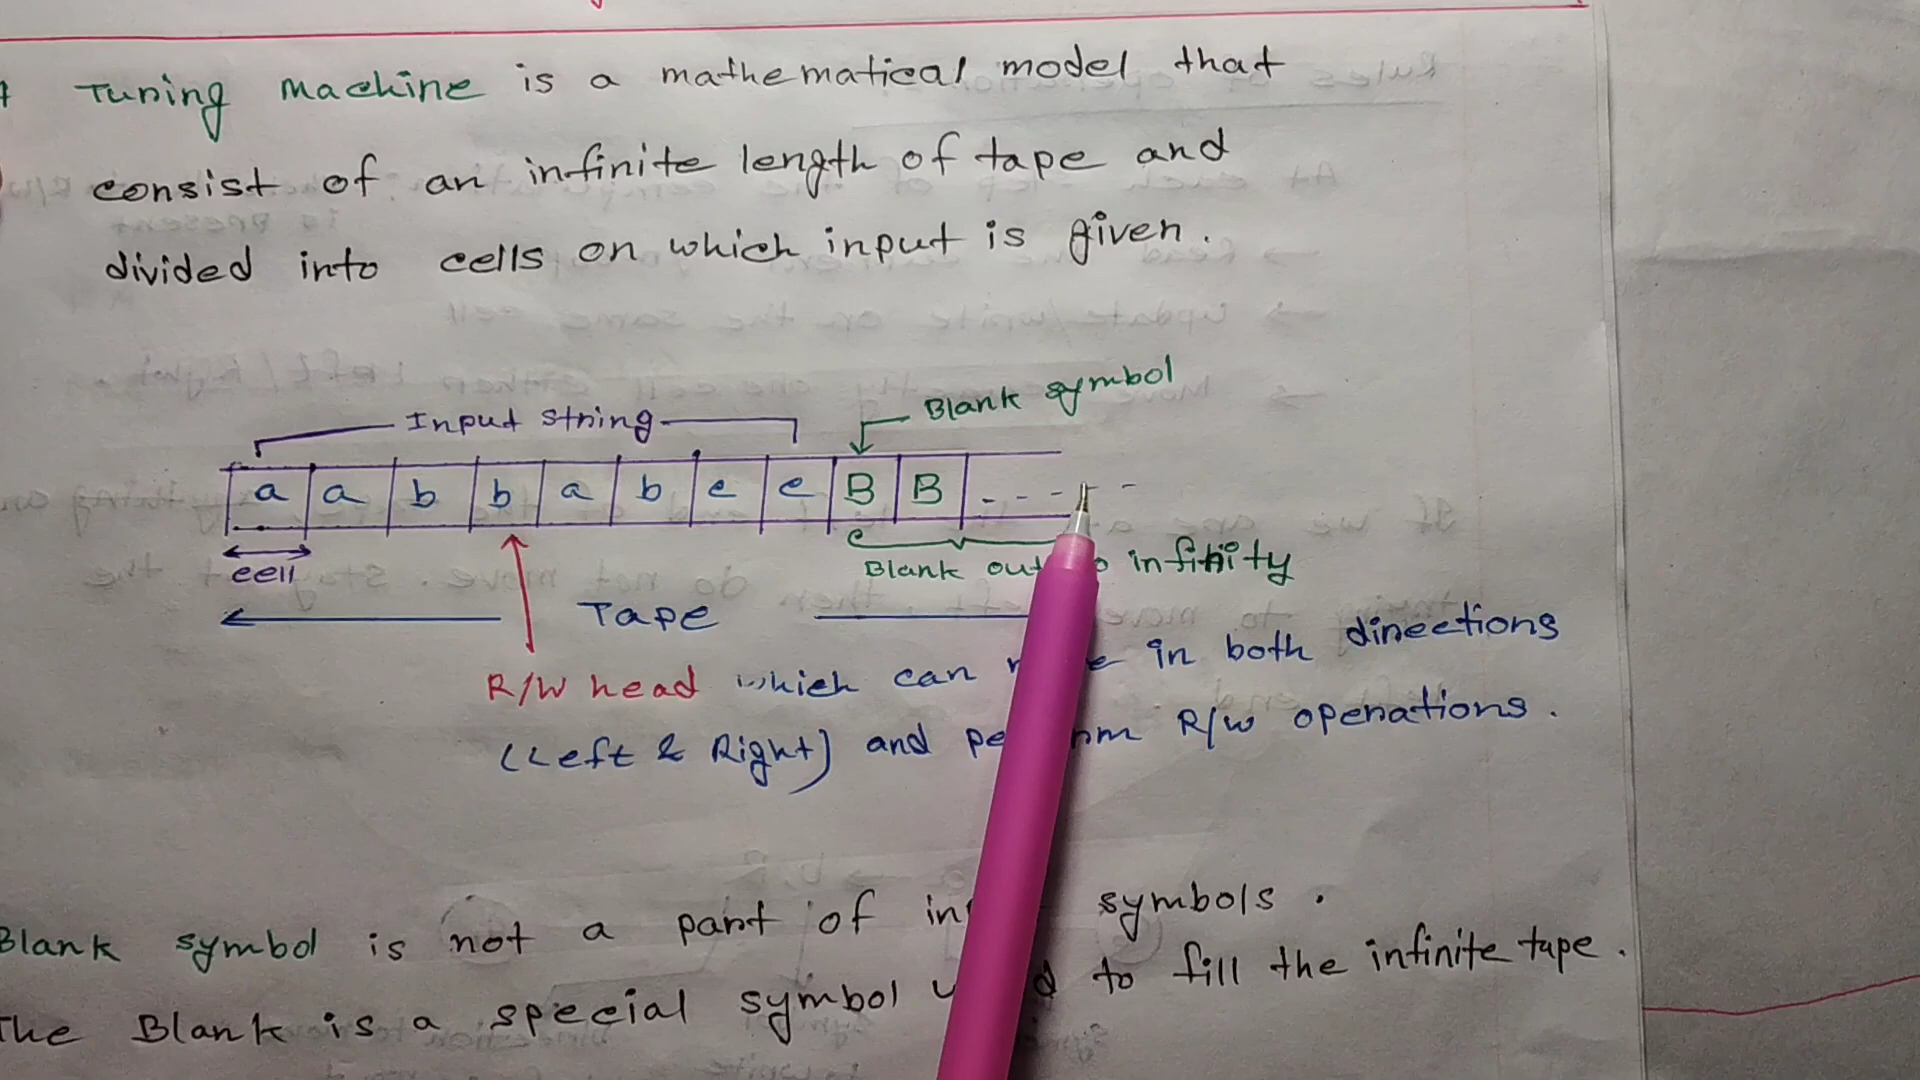 Turing Machine is a mathematical model that
consist of an infinite length of tape and
divided into cells on which input is given.
Blank symbol
Input string
a a b b a b c c B B - - - - -
cell
Blank out infinity
Tape
R/W head which can in both directions
(Left & Right) and R/W operations.
Blank symbol is not a part of symbols.
The Blank is a special symbol to fill the infinite tape.